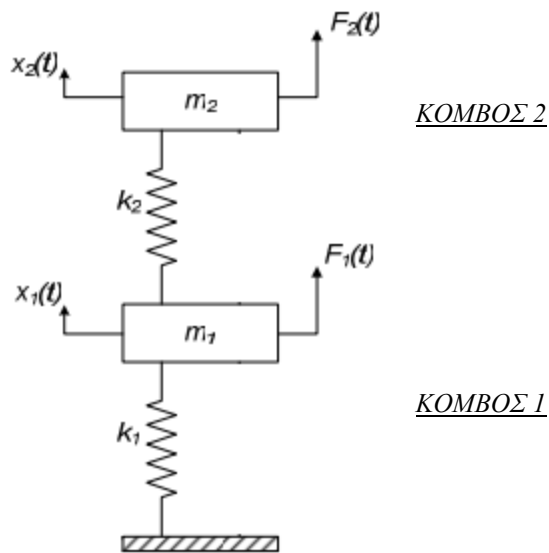 F₂(t)
x₂(t)
m₂
ΚΟΜΒΟΣ 2
k₂
F₁(t)
x₁(t)
m₁
ΚΟΜΒΟΣ 1
k₁